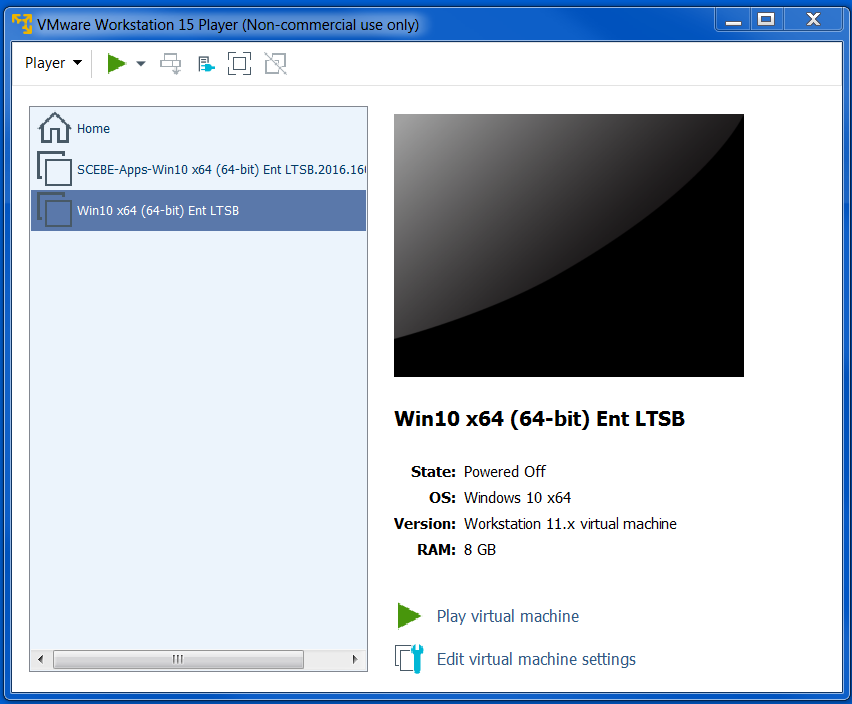 VMware Workstation 15 Player (Non-commercial use only)
Player
Home
SCEBE-Apps-Win10 x64 (64-bit) Ent LTSB.2016.16
Win10 x64 (64-bit) Ent LTSB
Win10 x64 (64-bit) Ent LTSB
State: Powered Off
OS: Windows 10 x64
Version: Workstation 11.x virtual machine
RAM: 8 GB
Play virtual machine
Edit virtual machine settings